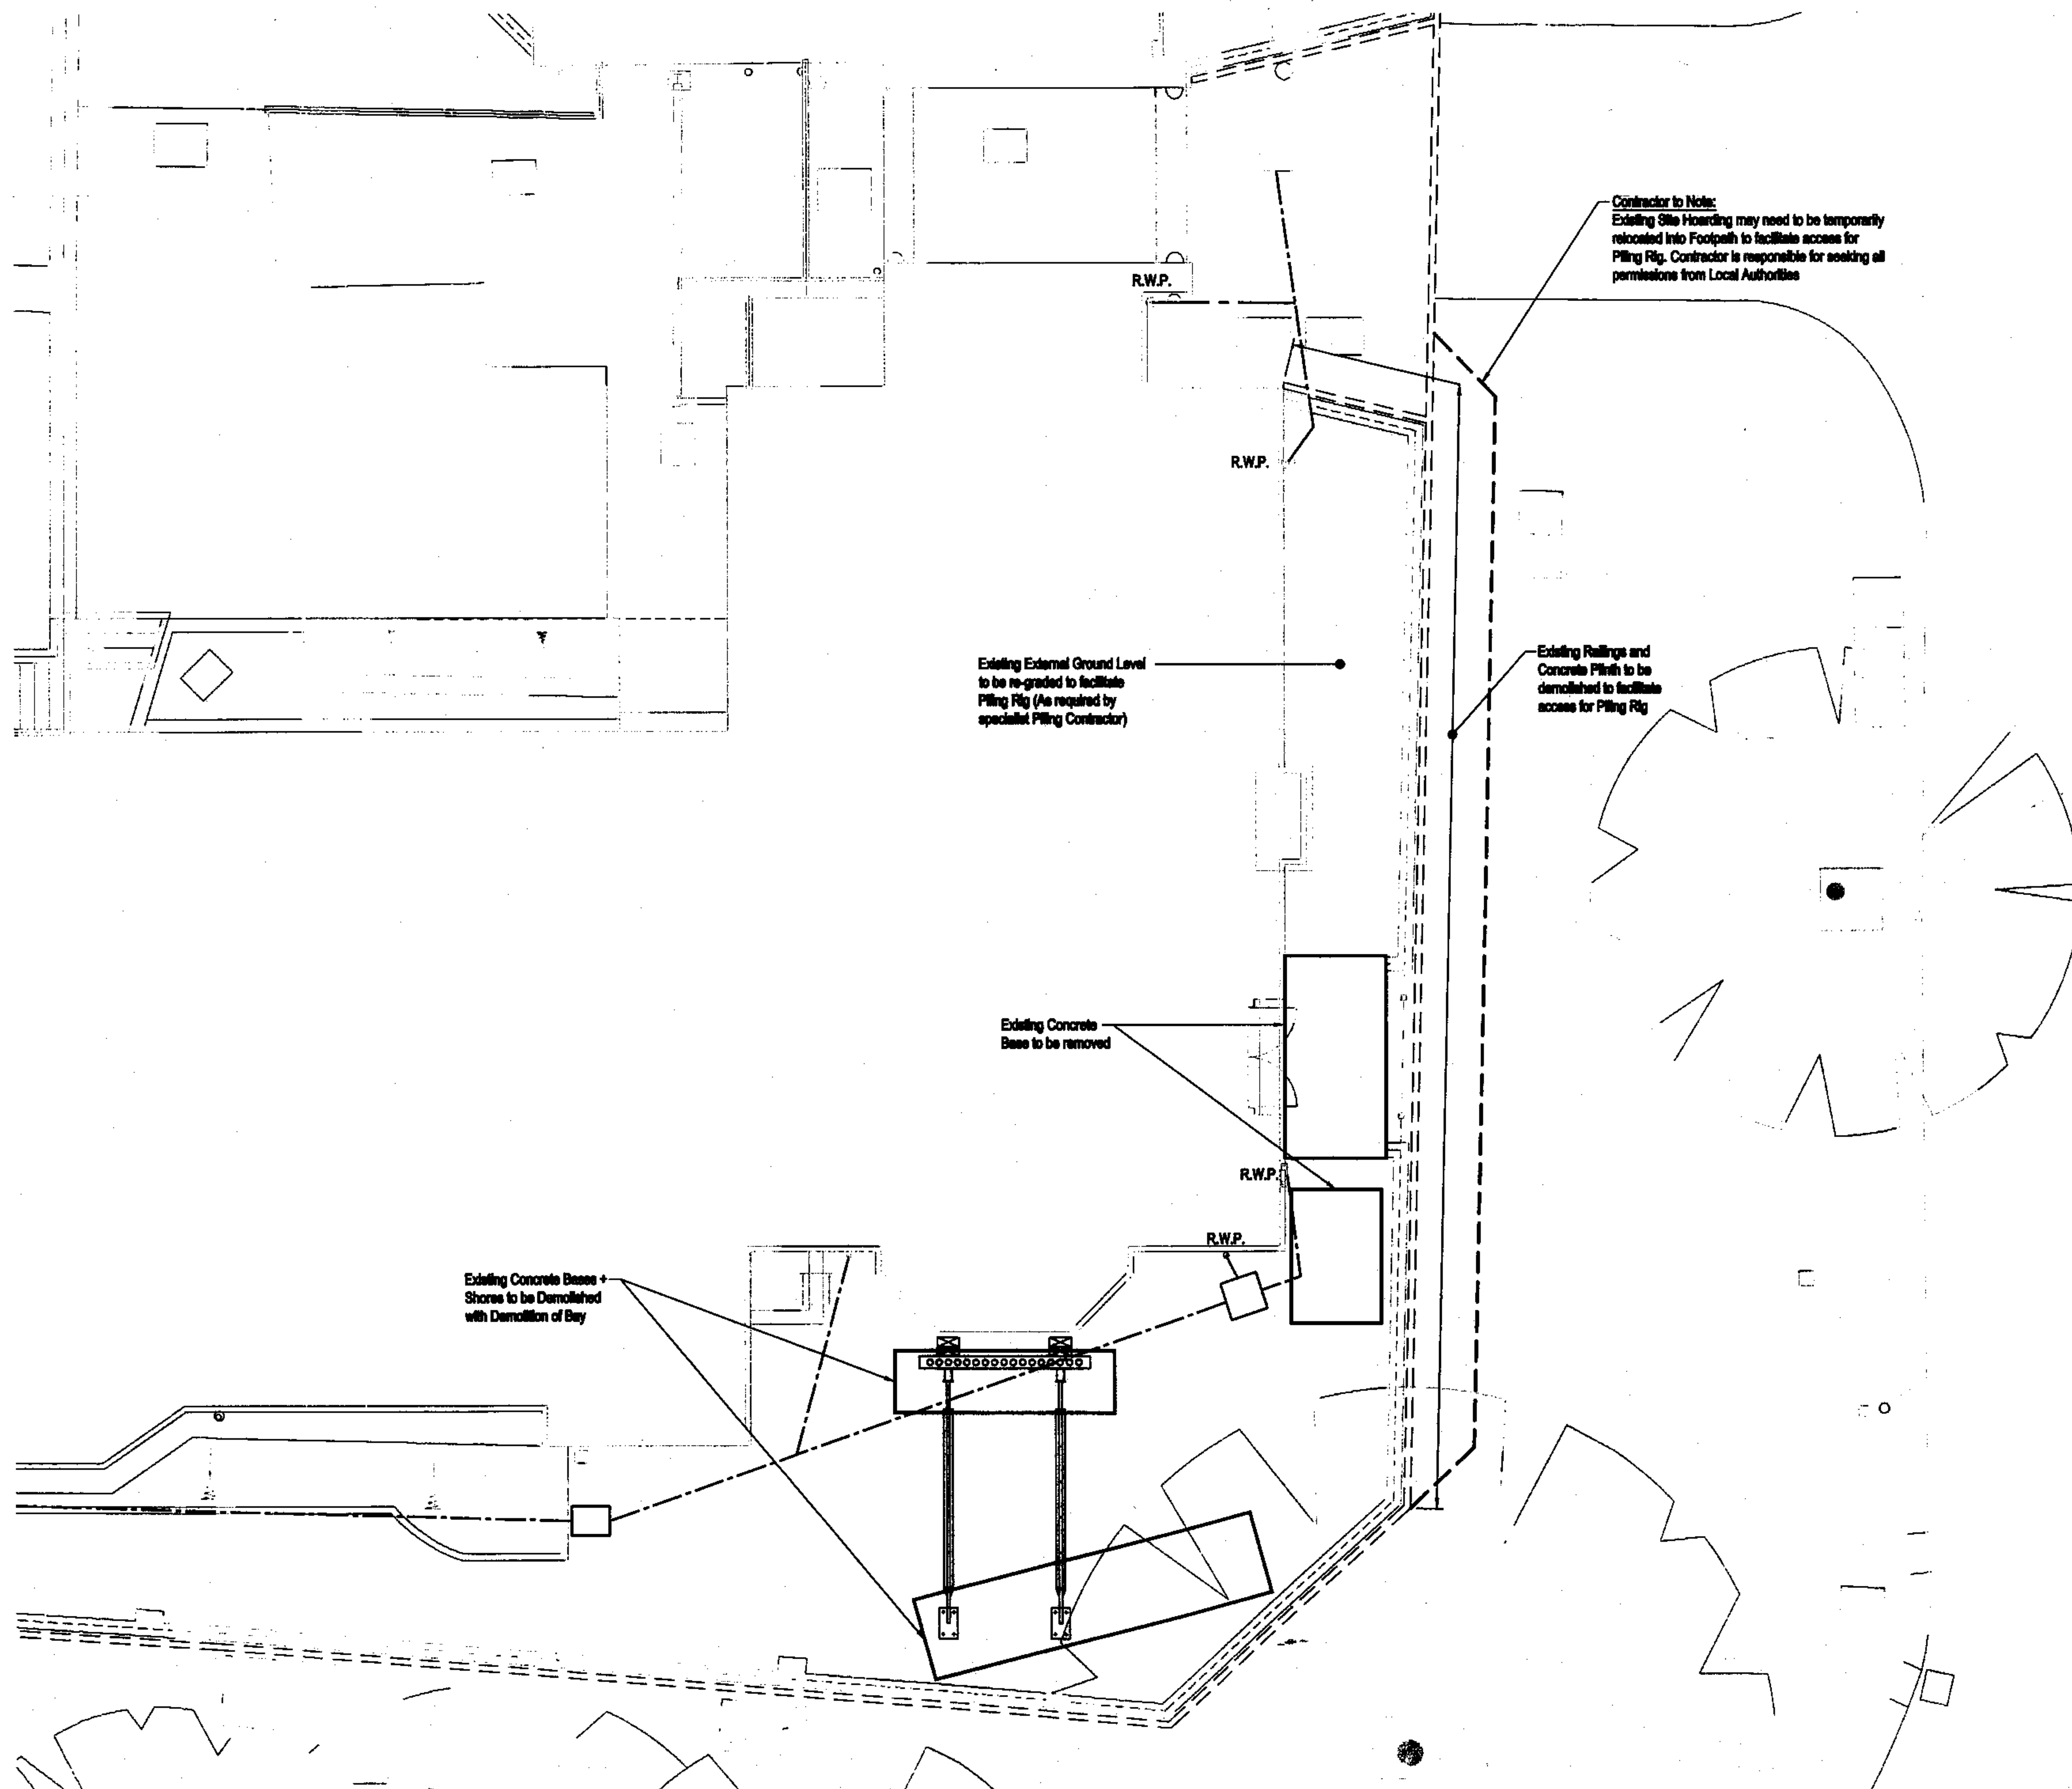 Contractor to Note:
Existing Site Hoarding may need to be temporarily
relocated into Footpath to facilitate access for
Piling Rig. Contractor is responsible for seeking all
permissions from Local Authorities
R.W.P.
R.W.P.
Existing External Ground Level
to be re-graded to facilitate
Piling Rig (As required by
specialist Piling Contractor)
Existing Railings and
Concrete Plinth to be
demolished to facilitate
access for Piling Rig
Existing Concrete
Base to be removed
R.W.P.
R.W.P.
Existing Concrete Bases +
Shores to be Demolished
with Demolition of Bay